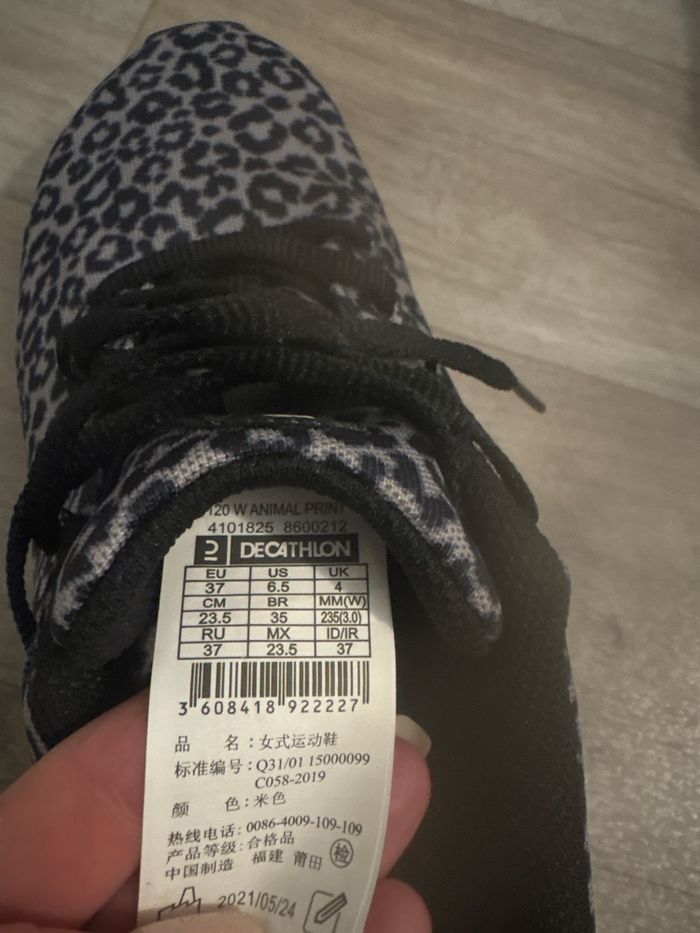 120 W ANIMAL PRINT
4101825 8600212
DECATHLON
EU US UK
37 6.5 4
CM BR MM(W)
23.5 35 235(3.0)
RU MX ID/IR
37 23.5 37
3 608418 922227
品 名：女式运动鞋
标准编号：Q31/01 15000099
C058-2019
颜 色：米色
热线电话：0086-4009-109-109
产品等级：合格品
中国制造 福建 莆田 检
2021/05/24